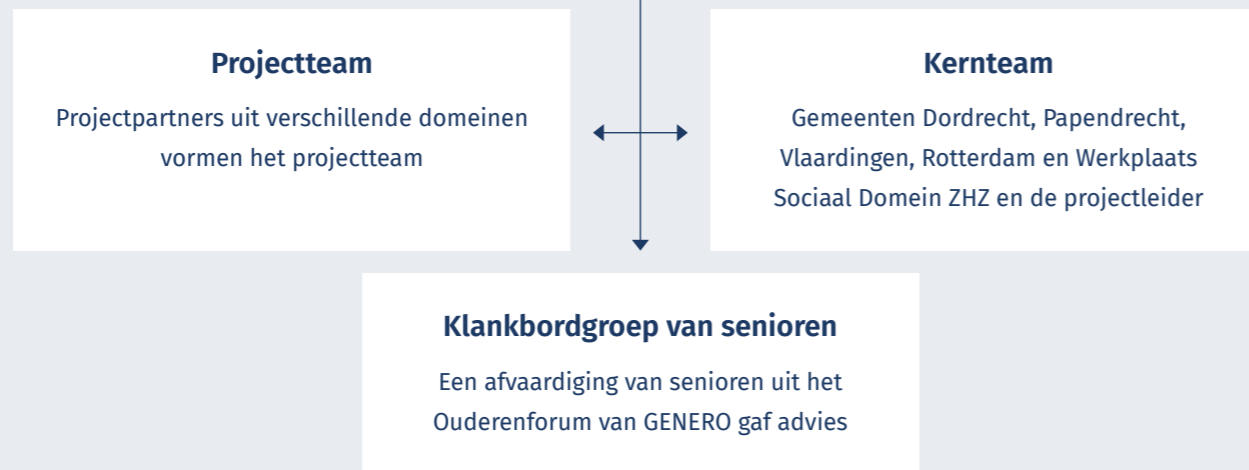 Projectteam
Projectpartners uit verschillende domeinen
vormen het projectteam
Kernteam
Gemeenten Dordrecht, Papendrecht,
Vlaardingen, Rotterdam en Werkplaats
Sociaal Domein ZHZ en de projectleider
Klankbordgroep van senioren
Een afvaardiging van senioren uit het
Ouderenforum van GENERO gaf advies